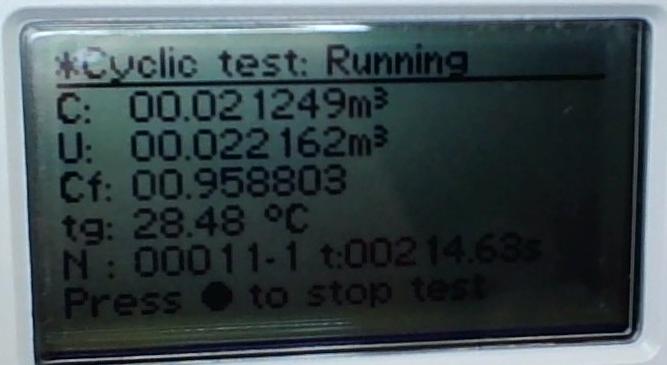 *Cyclic test: Running
C: 00.021249m³
U: 00.022162m³
Cf: 00.958803
tg: 28.48 °C
N : 00011-1 t:00214.63s
Press ● to stop test